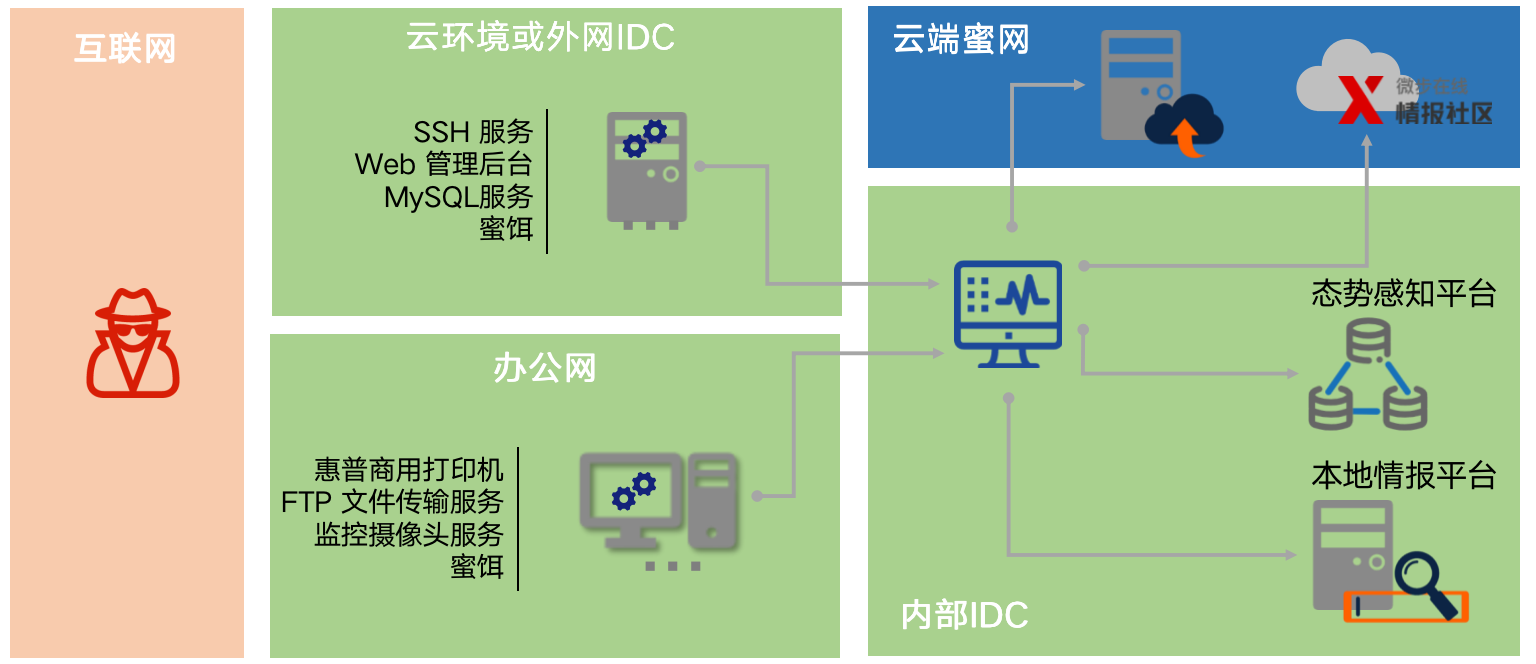 互联网
云环境或外网IDC
SSH 服务
Web 管理后台
MySQL服务
蜜饵
办公网
惠普商用打印机
FTP 文件传输服务
监控摄像头服务
蜜饵
云端蜜网
微步在线
X 情报社区
态势感知平台
本地情报平台
内部IDC